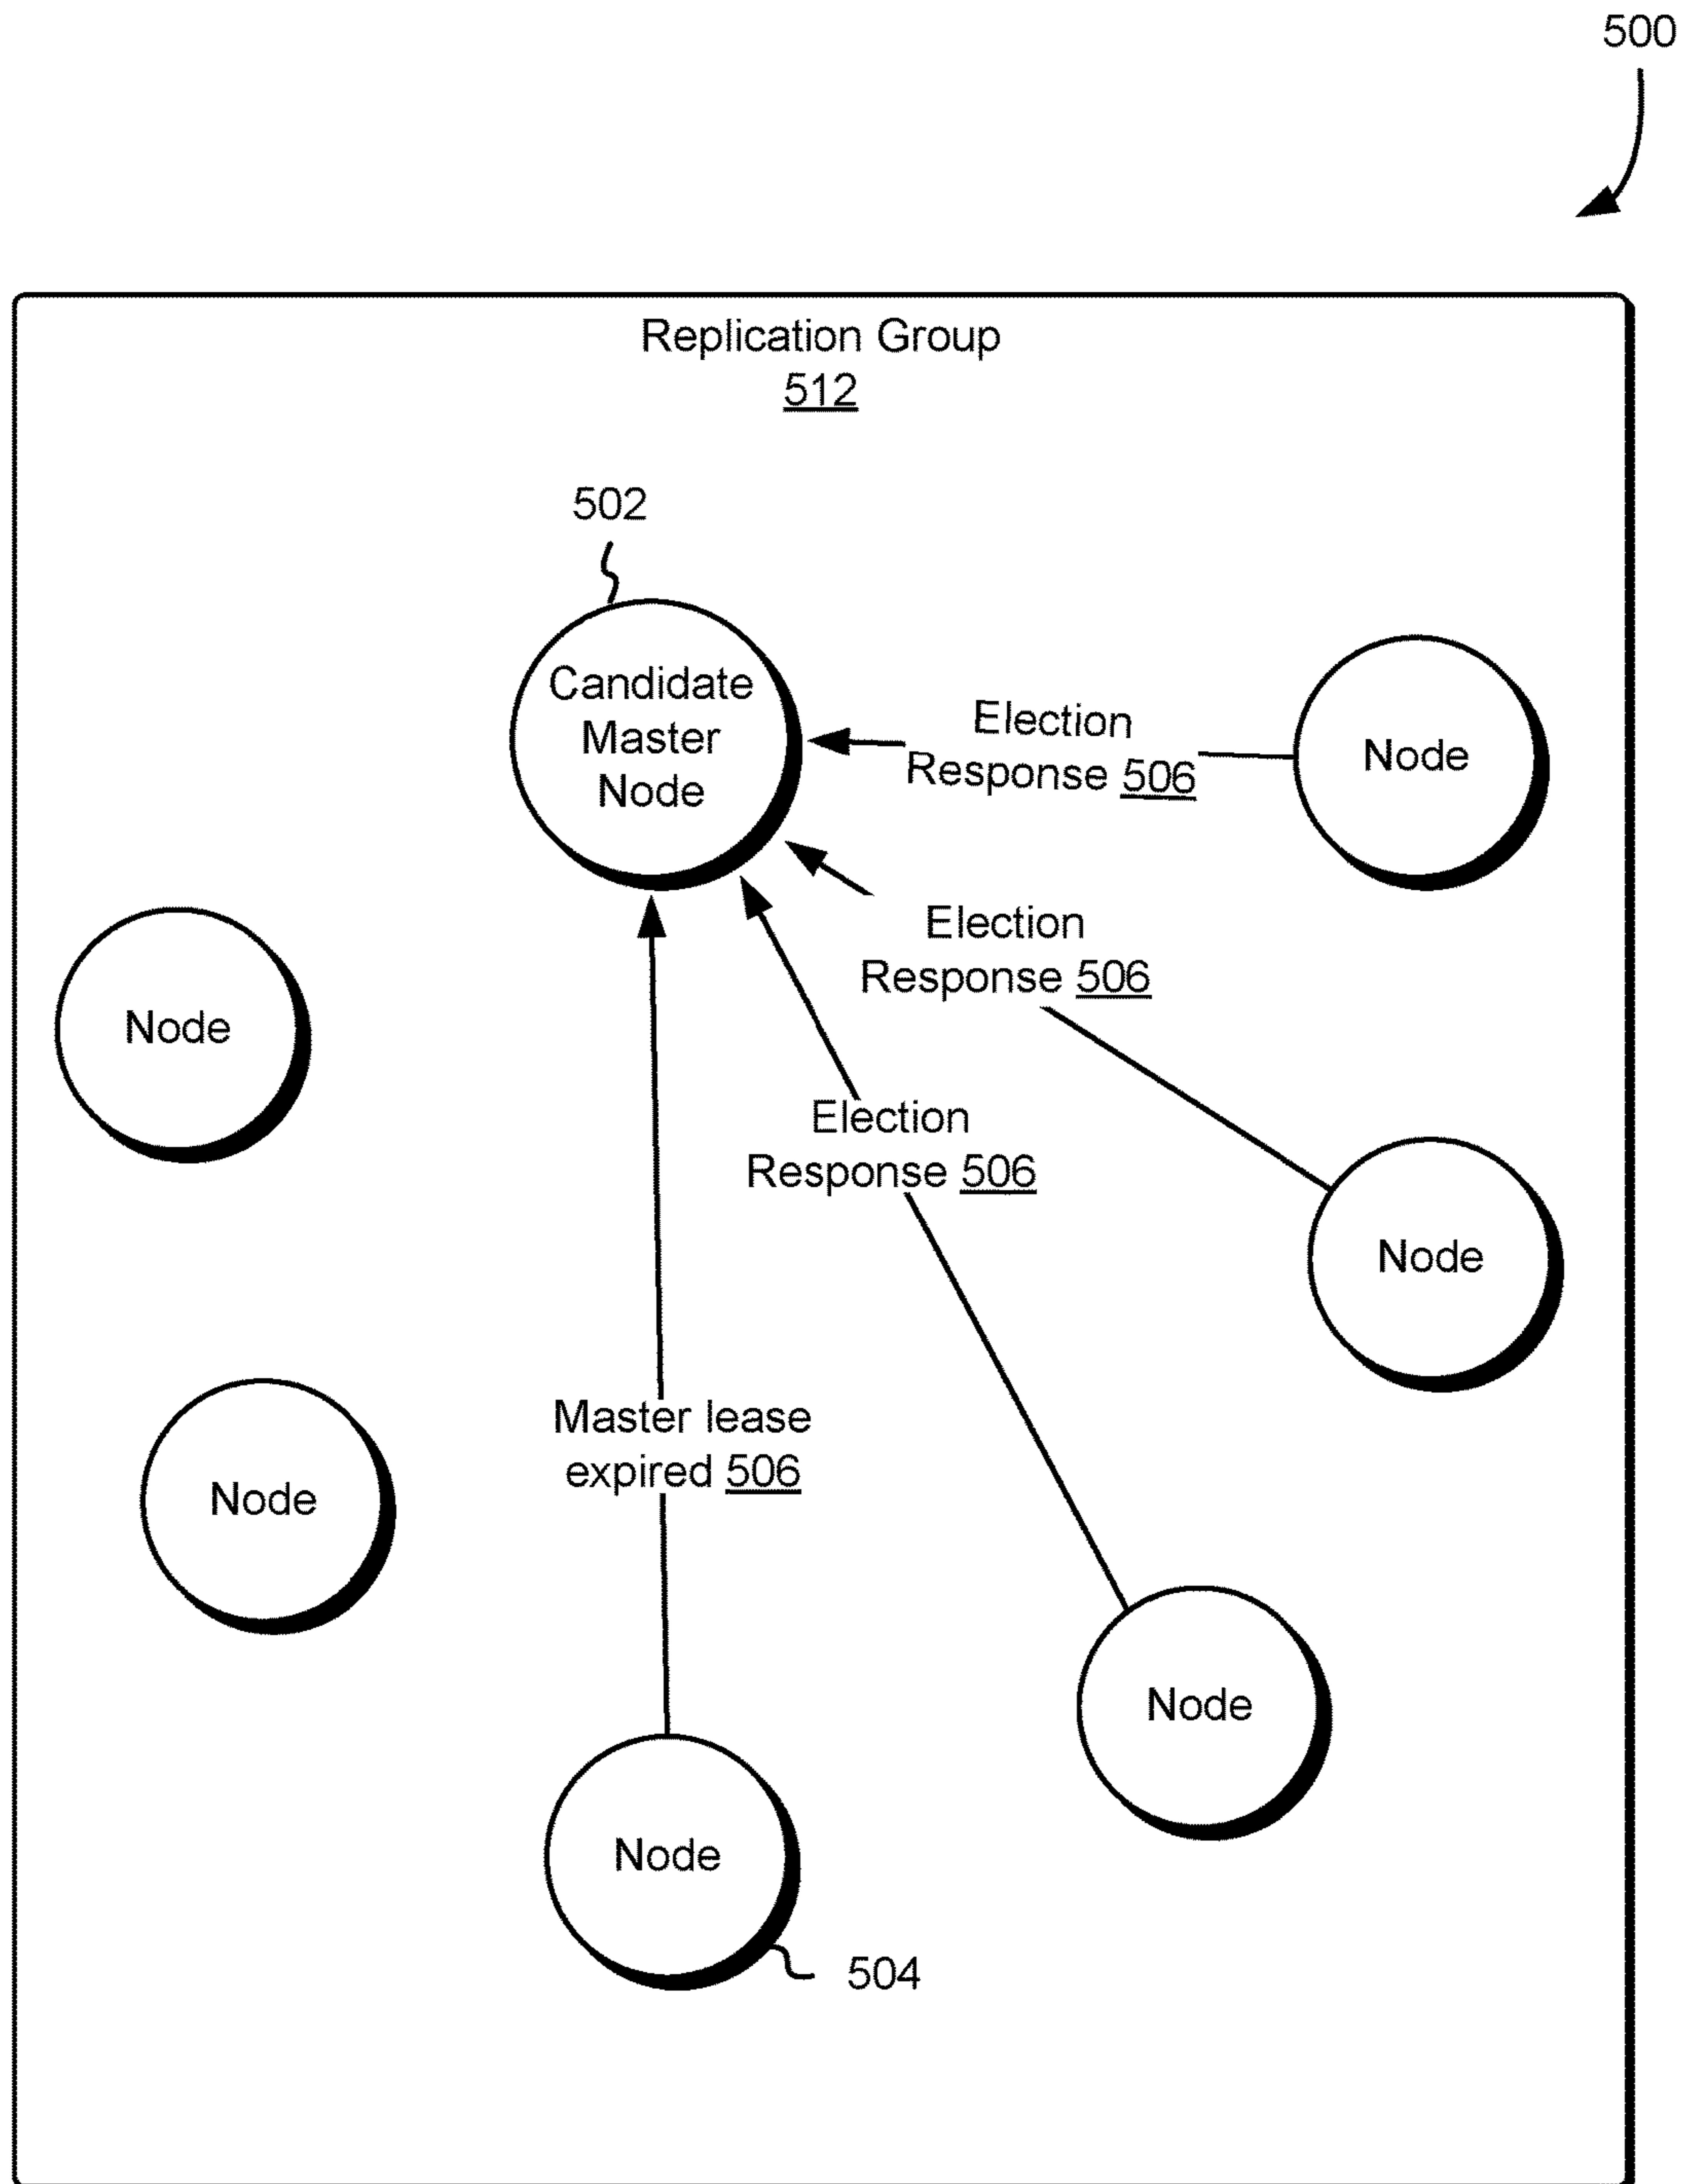 500
Replication Group
512
502
Candidate
Master
Node
Election
Response 506
Node
Election
Response 506
Node
Election
Response 506
Node
Node
Master lease
expired 506
Node
Node
Node
504